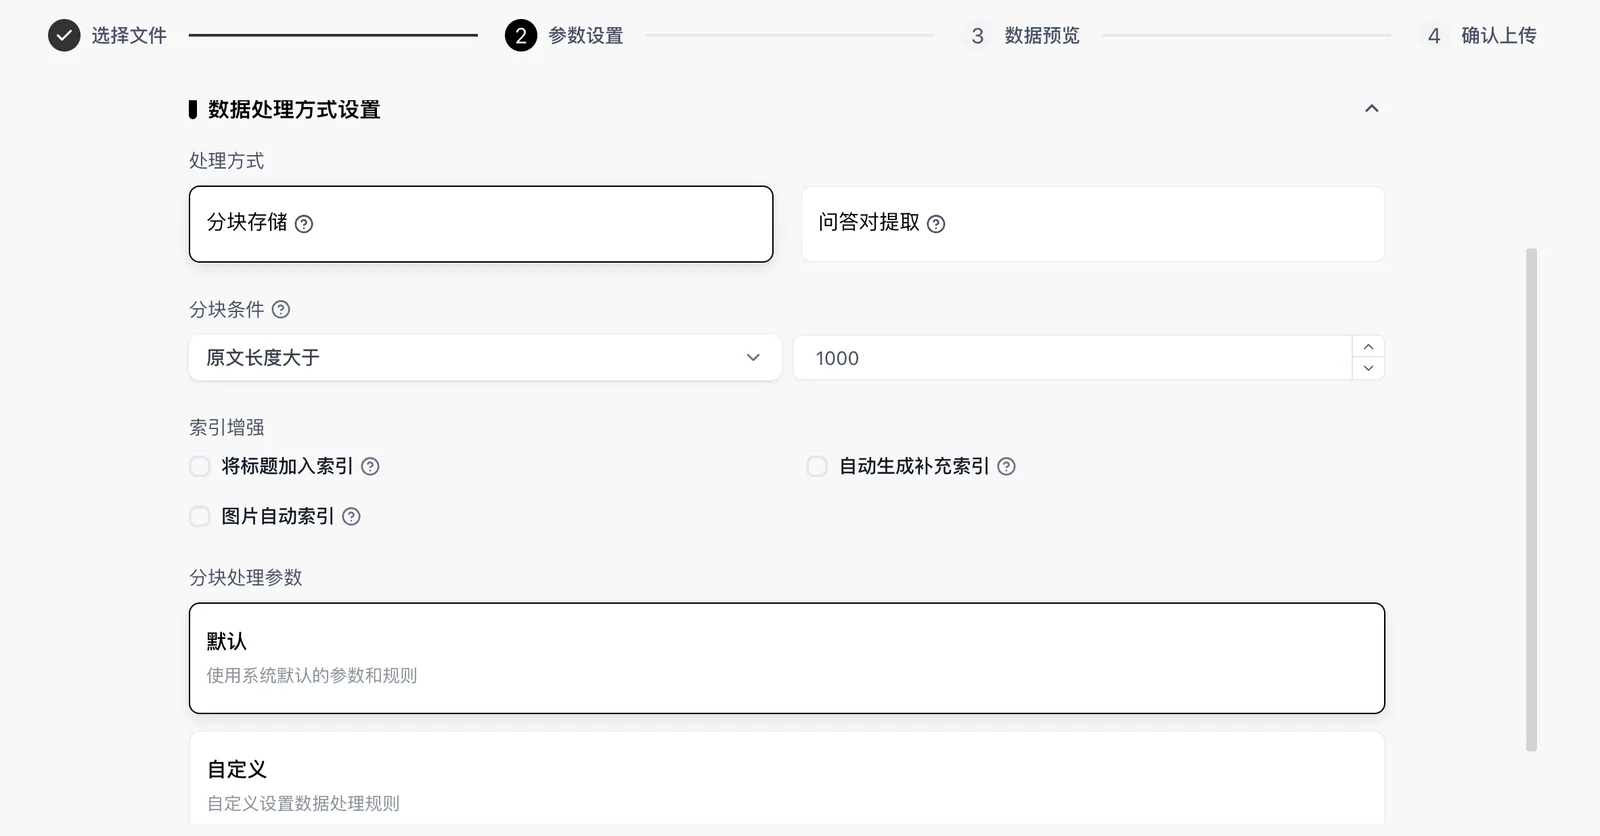 选择文件
2 参数设置
3 数据预览
4 确认上传
数据处理方式设置
处理方式
分块存储
问答对提取
分块条件
原文长度大于
1000
索引增强
将标题加入索引
自动生成补充索引
图片自动索引
分块处理参数
默认
使用系统默认的参数和规则
自定义
自定义设置数据处理规则